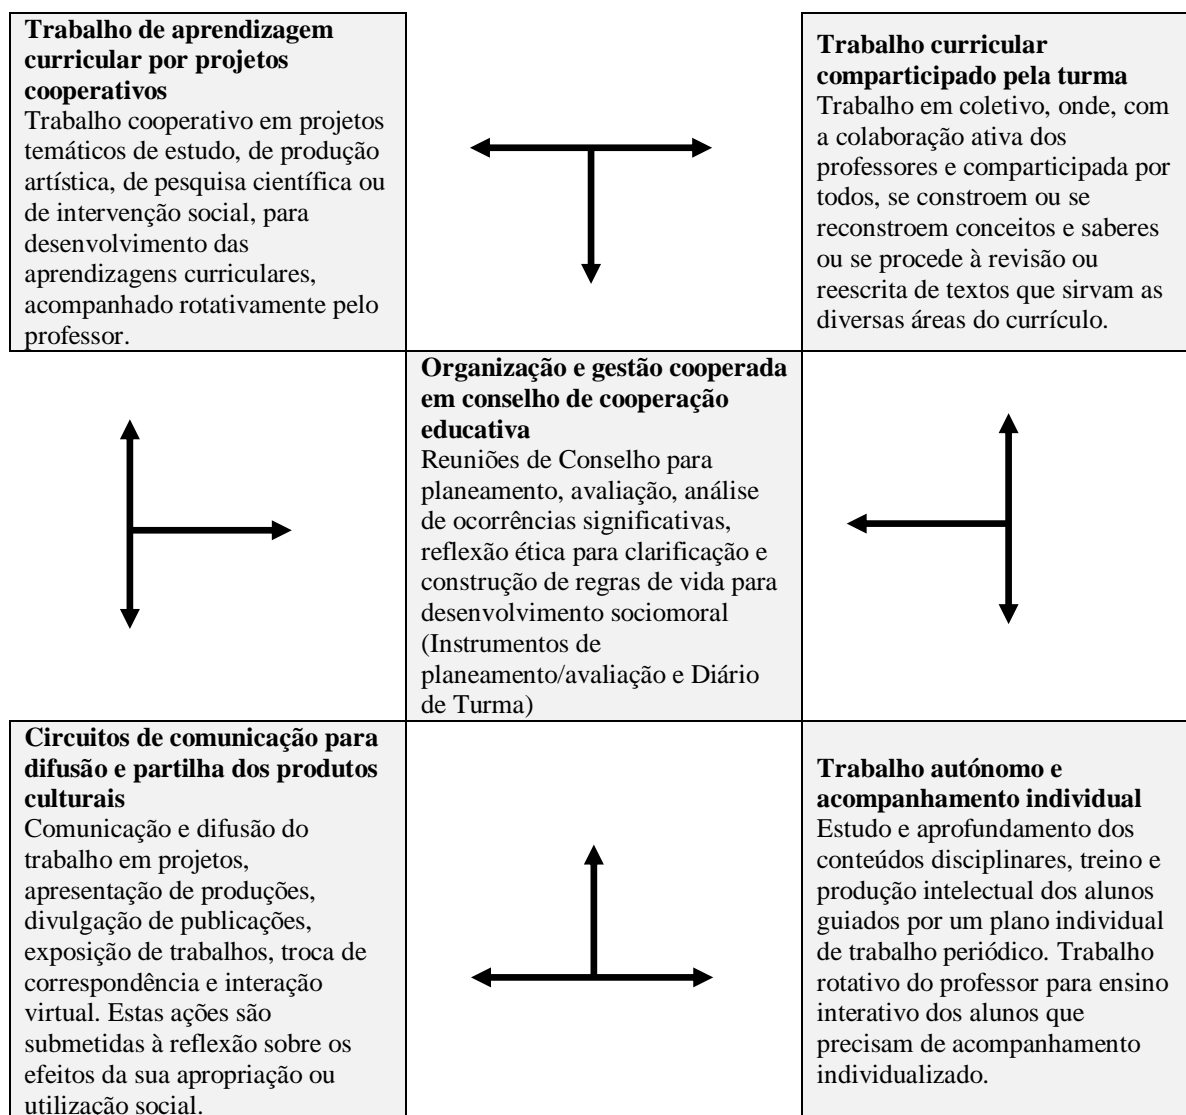 Trabalho de aprendizagem
curricular por projetos
cooperativos
Trabalho cooperativo em projetos
temáticos de estudo, de produção
artística, de pesquisa científica ou
de intervenção social, para
desenvolvimento das
aprendizagens curriculares,
acompanhado rotativamente pelo
professor.
Trabalho curricular
comparticipado pela turma
Trabalho em coletivo, onde, com
a colaboração ativa dos
professores e comparticipada por
todos, se constroem ou se
reconstroem conceitos e saberes
ou se procede à revisão ou
reescrita de textos que sirvam as
diversas áreas do currículo.
Organização e gestão cooperada
em conselho de cooperação
educativa
Reuniões de Conselho para
planeamento, avaliação, análise
de ocorrências significativas,
reflexão ética para clarificação e
construção de regras de vida para
desenvolvimento sociomoral
(Instrumentos de
planeamento/avaliação e Diário
de Turma)
Circuitos de comunicação para
difusão e partilha dos produtos
culturais
Comunicação e difusão do
trabalho em projetos,
apresentação de produções,
divulgação de publicações,
exposição de trabalhos, troca de
correspondência e interação
virtual. Estas ações são
submetidas à reflexão sobre os
efeitos da sua apropriação ou
utilização social.
Trabalho autónomo e
acompanhamento individual
Estudo e aprofundamento dos
conteúdos disciplinares, treino e
produção intelectual dos alunos
guiados por um plano individual
de trabalho periódico. Trabalho
rotativo do professor para ensino
interativo dos alunos que
precisam de acompanhamento
individualizado.